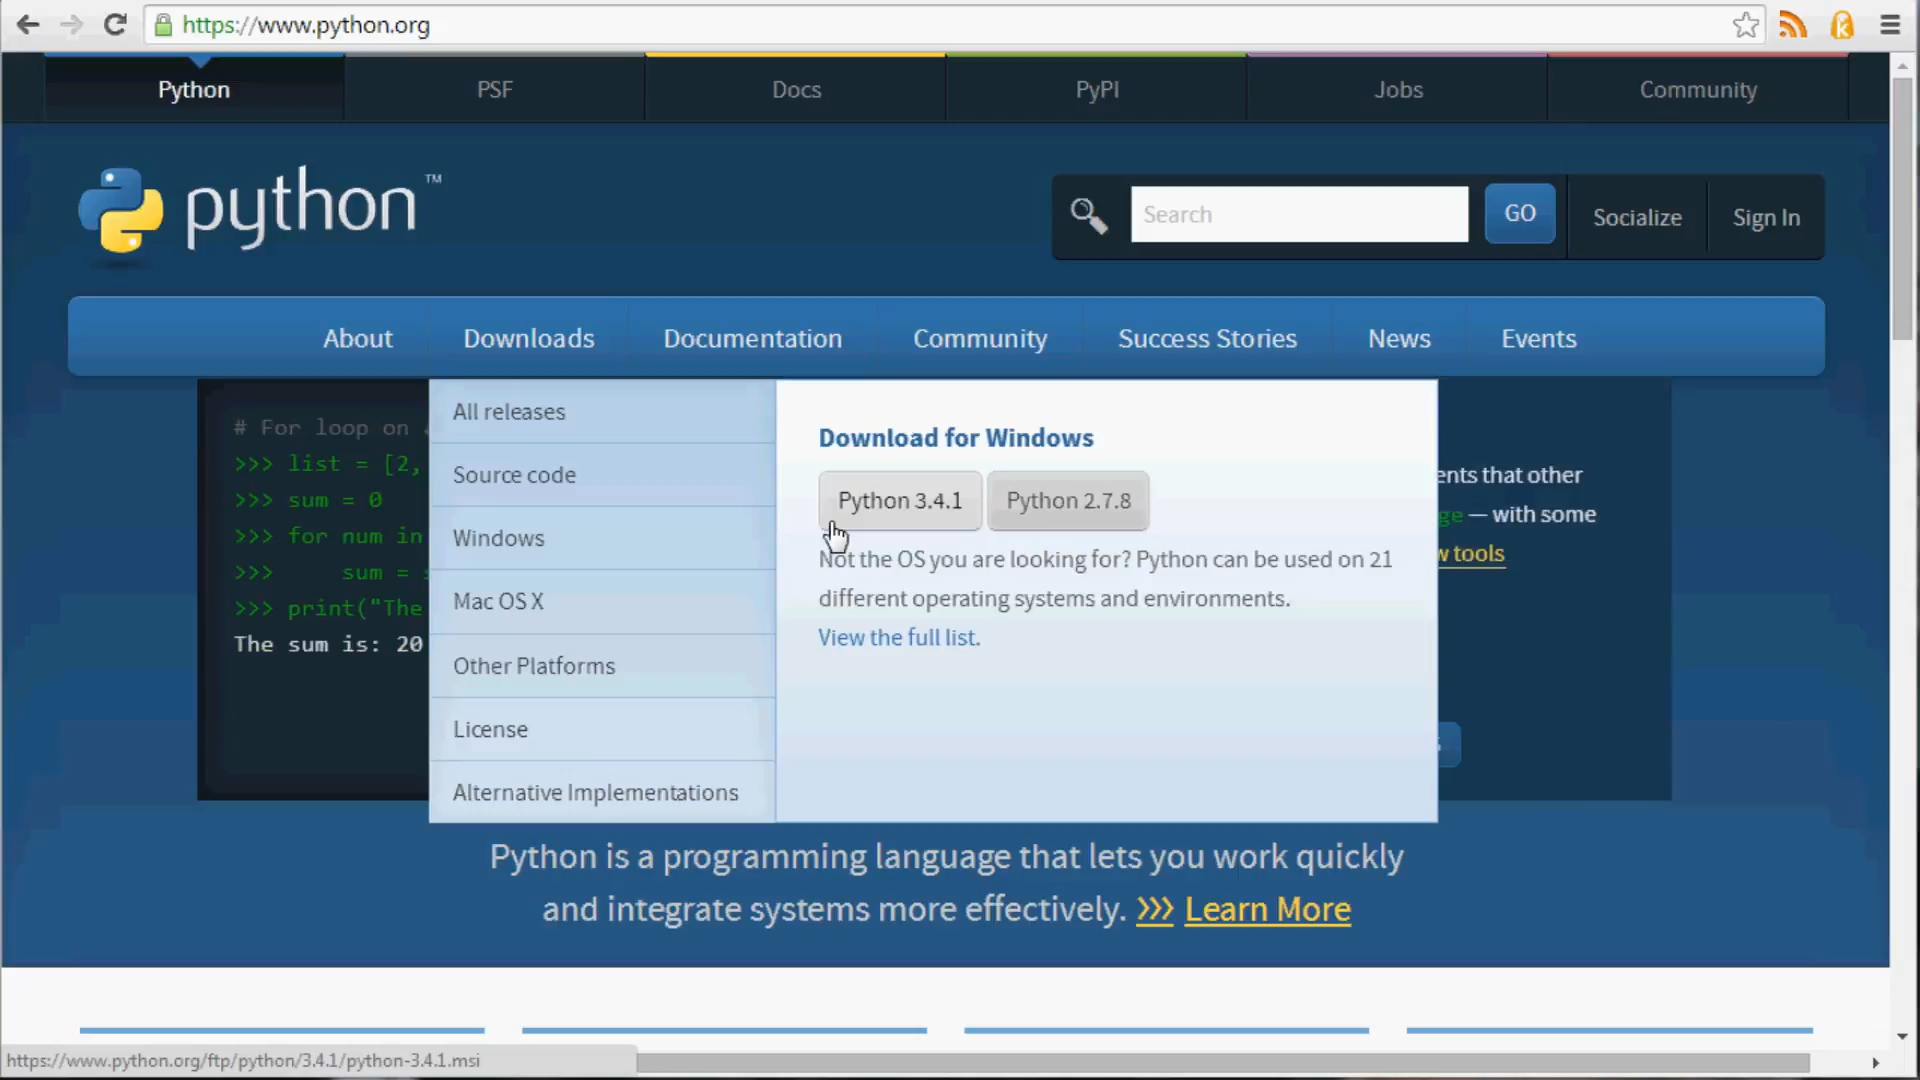 https://www.python.org
Python
PSF
Docs
PyPI
Jobs
Community
python™
Search
GO
Socialize
Sign In
About
Downloads
Documentation
Community
Success Stories
News
Events
# For loop on
>>> list = [2,
>>> sum = 0
>>> for num in
>>>     sum =
>>> print("The
The sum is: 20
All releases
Source code
Windows
Mac OS X
Other Platforms
License
Alternative Implementations
Download for Windows
Python 3.4.1
Python 2.7.8
Not the OS you are looking for? Python can be used on 21
different operating systems and environments.
View the full list.
ents that other
ge — with some
w tools
Python is a programming language that lets you work quickly
and integrate systems more effectively. >>> Learn More
https://www.python.org/ftp/python/3.4.1/python-3.4.1.msi